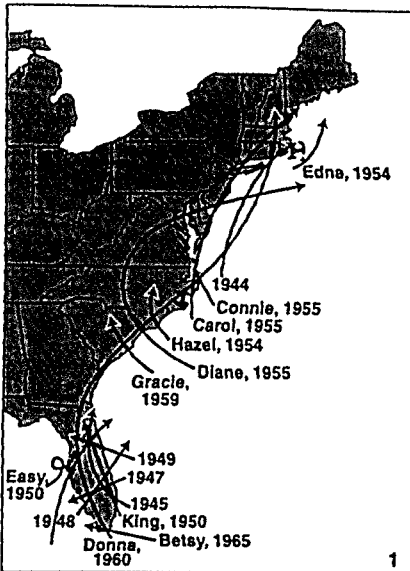 Edna, 1954
1944
Connie, 1955
Carol, 1955
Hazel, 1954
Diane, 1955
Gracie,
1959
1949
Easy,
1950
1947
1945
1948
King, 1950
Betsy, 1965
Donna,
1960
1